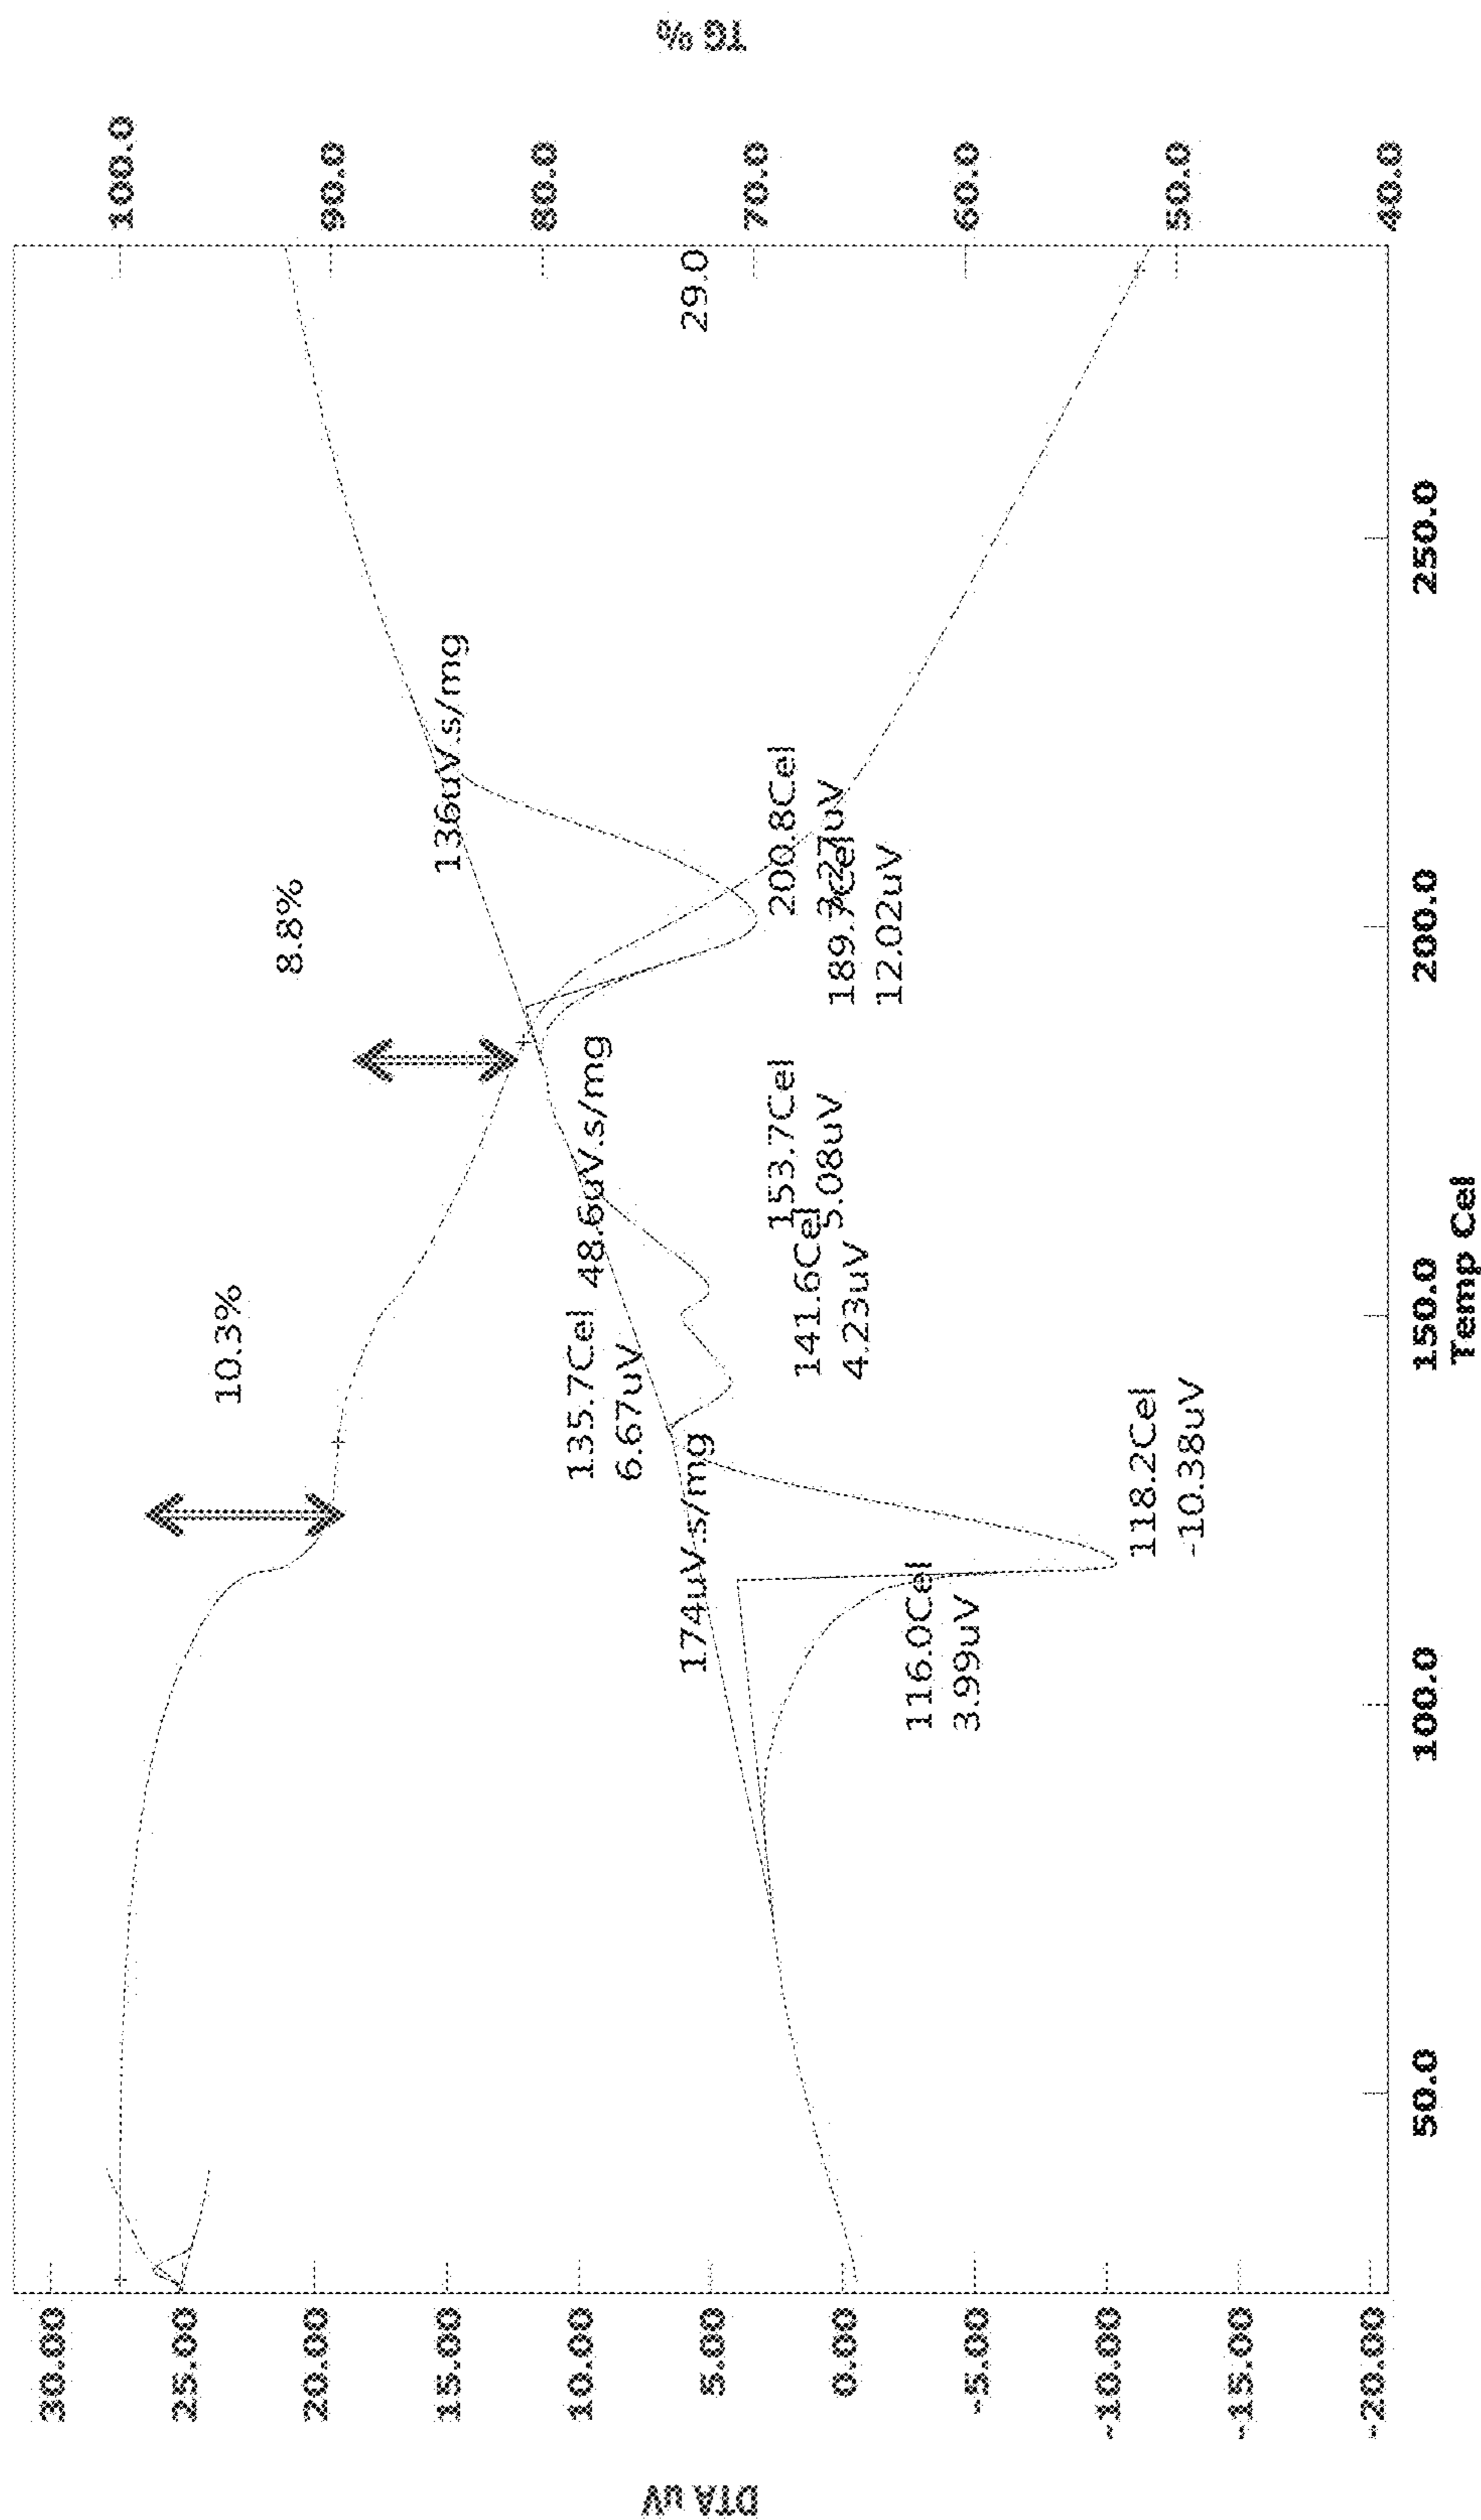 TG %
100.0
90.0
80.0
70.0
60.0
50.0
40.0
10.3%
8.8%
29.0
136uV.s/mg
48.6uV.s/mg
174uV.s/mg
135.7Cel
6.67uV
200.8Cel
3.27uV
189.7Cel
12.02uV
153.7Cel
5.08uV
141.6Cel
4.23uV
116.0Cel
3.99uV
118.2Cel
-10.38uV
30.00
25.00
20.00
15.00
10.00
5.00
0.00
-5.00
-10.00
-15.00
-20.00
DTA uV
50.0
100.0
150.0
200.0
250.0
Temp Cel